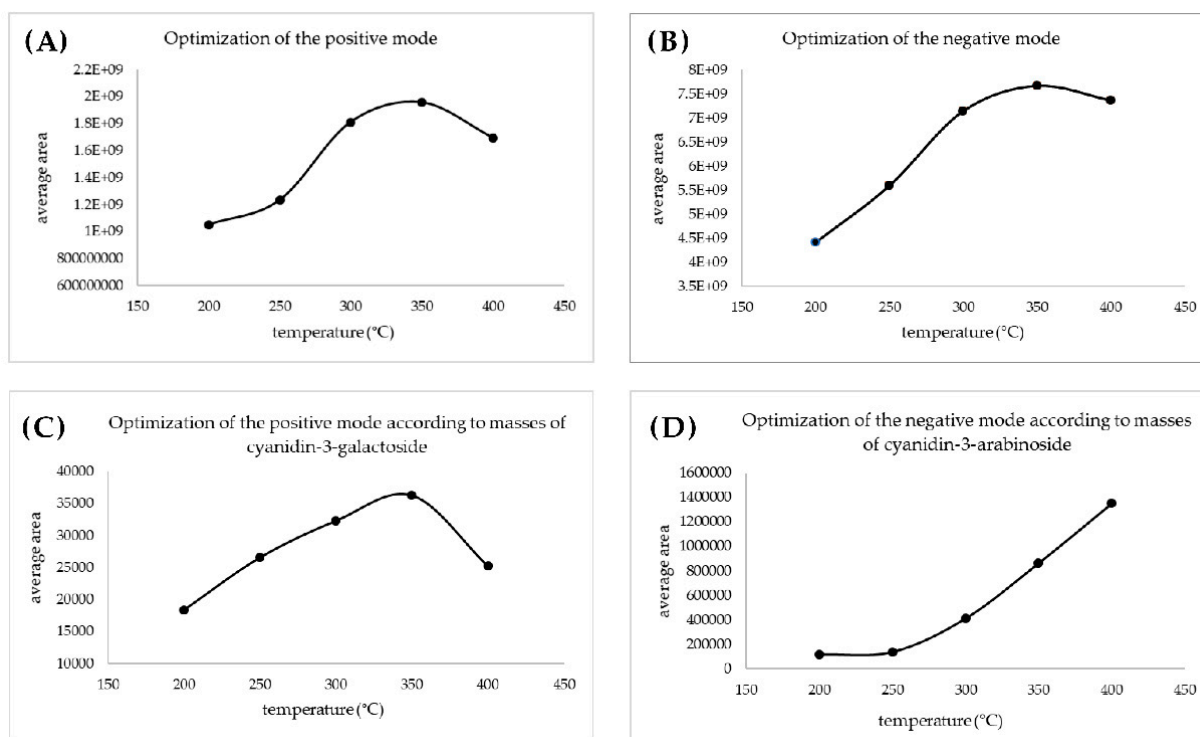 (A)
Optimization of the positive mode
2.2E+09
2E+09
1.8E+09
1.6E+09
1.4E+09
1.2E+09
1E+09
800000000
600000000
average area
150 200 250 300 350 400 450
temperature (°C)
(B)
Optimization of the negative mode
8E+09
7.5E+09
7E+09
6.5E+09
6E+09
5.5E+09
5E+09
4.5E+09
4E+09
3.5E+09
average area
150 200 250 300 350 400 450
temperature (°C)
(C)
Optimization of the positive mode according to masses of
cyanidin-3-galactoside
40000
35000
30000
25000
20000
15000
10000
average area
150 200 250 300 350 400 450
temperature (°C)
(D)
Optimization of the negative mode according to masses
of cyanidin-3-arabinoside
1600000
1400000
1200000
1000000
800000
600000
400000
200000
0
average area
150 200 250 300 350 400 450
temperature (°C)